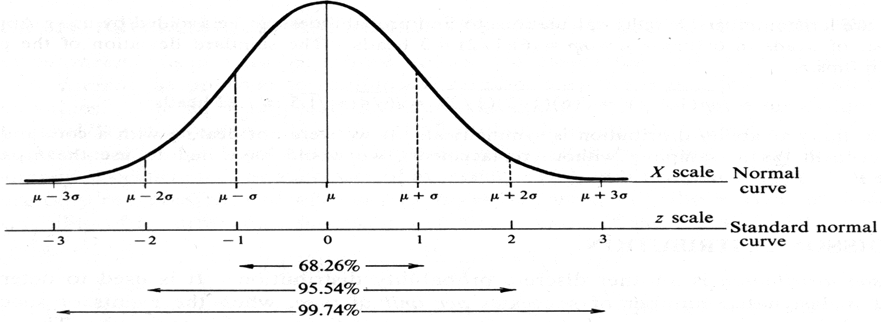 X scale Normal
curve
μ − 3σ μ − 2σ μ − σ μ μ + σ μ + 2σ μ + 3σ
z scale Standard normal
curve
−3 −2 −1 0 1 2 3
68.26%
95.54%
99.74%